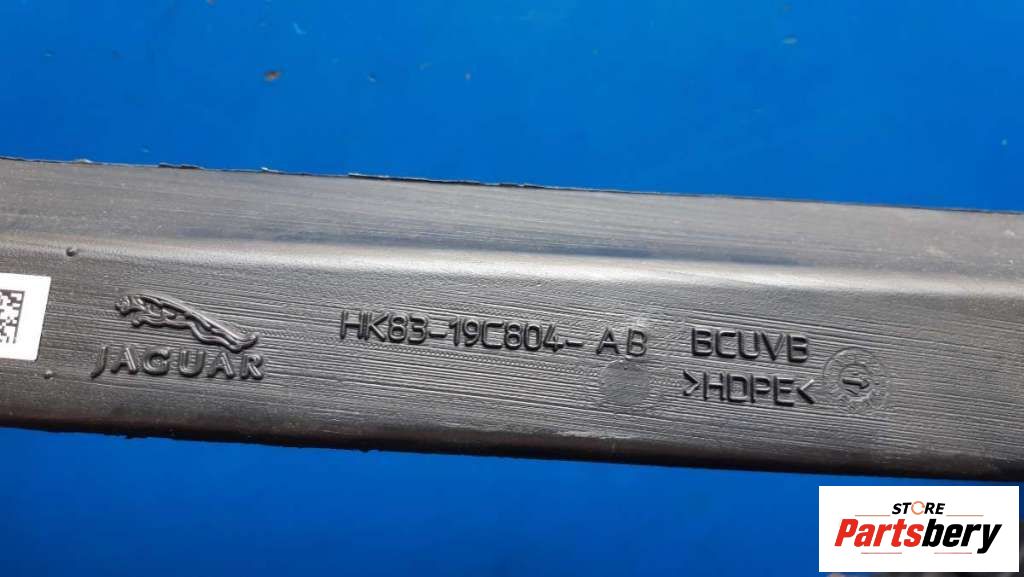 JAGUAR
HK83-19C804-AB
BCUVB
>HDPE<
STORE
Partsbery